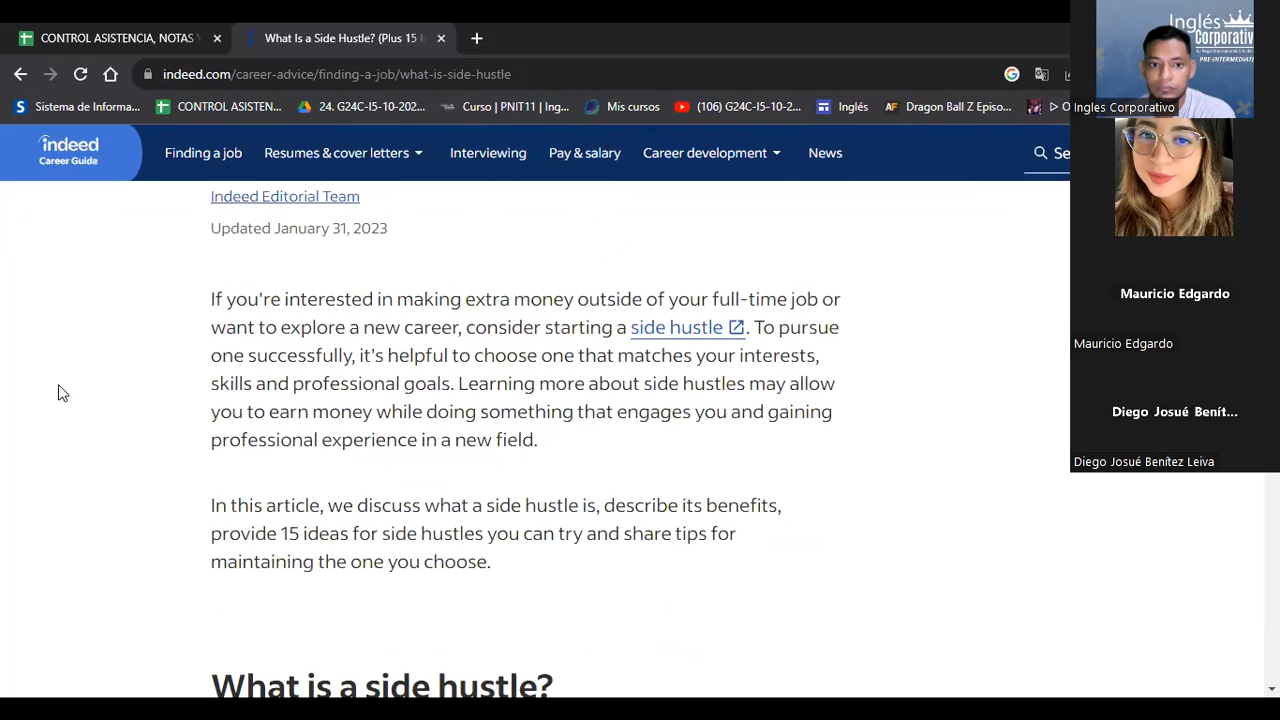 CONTROL ASISTENCIA, NOTAS
What Is a Side Hustle? (Plus 15
indeed.com/career-advice/finding-a-job/what-is-side-hustle
Sistema de Informa...
CONTROL ASISTEN...
24. G24C-I5-10-202...
Curso | PNIT11 | Ing...
Mis cursos
(106) G24C-I5-10-2...
Inglés
Dragon Ball Z Episo...
indeed
Career Guide
Finding a job
Resumes & cover letters
Interviewing
Pay & salary
Career development
News
Se
Indeed Editorial Team
Updated January 31, 2023
If you're interested in making extra money outside of your full-time job or
want to explore a new career, consider starting a side hustle. To pursue
one successfully, it's helpful to choose one that matches your interests,
skills and professional goals. Learning more about side hustles may allow
you to earn money while doing something that engages you and gaining
professional experience in a new field.
In this article, we discuss what a side hustle is, describe its benefits,
provide 15 ideas for side hustles you can try and share tips for
maintaining the one you choose.
What is a side hustle?
Inglés
Corporativ
PRE-INTERMEDIATE
Ingles Corporativo
Mauricio Edgardo
Mauricio Edgardo
Diego Josué Benít...
Diego Josué Benítez Leiva